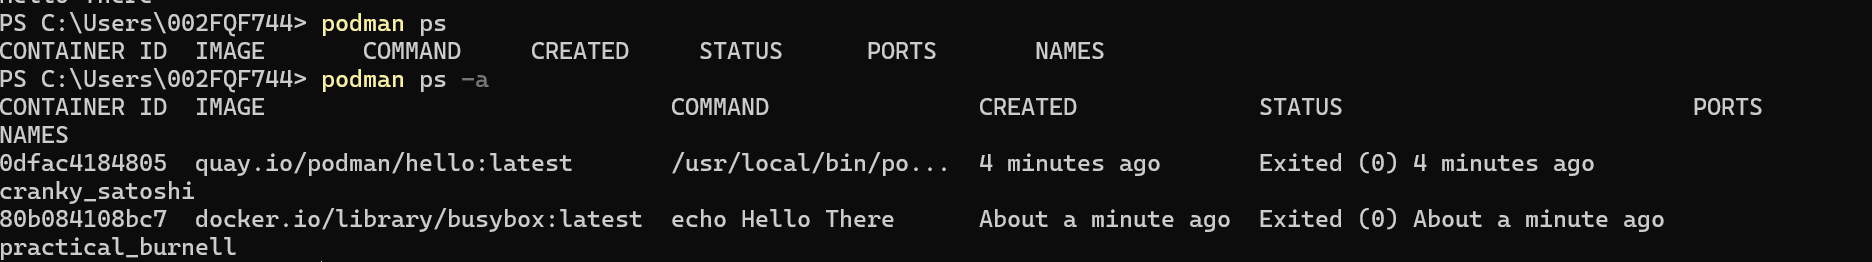 Hello There
PS C:\Users\002FQF744> podman ps
CONTAINER ID  IMAGE       COMMAND     CREATED     STATUS      PORTS       NAMES
PS C:\Users\002FQF744> podman ps -a
CONTAINER ID  IMAGE                             COMMAND               CREATED             STATUS                         PORTS
NAMES
0dfac4184805  quay.io/podman/hello:latest       /usr/local/bin/po...  4 minutes ago       Exited (0) 4 minutes ago
cranky_satoshi
80b084108bc7  docker.io/library/busybox:latest  echo Hello There      About a minute ago  Exited (0) About a minute ago
practical_burnell